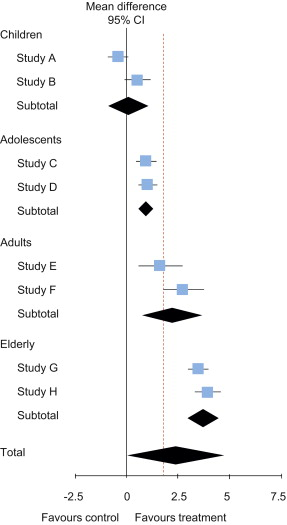 Mean difference
95% CI
Children
Study A
Study B
Subtotal
Adolescents
Study C
Study D
Subtotal
Adults
Study E
Study F
Subtotal
Elderly
Study G
Study H
Subtotal
Total
-2.5 0 2.5 5 7.5
Favours control Favours treatment